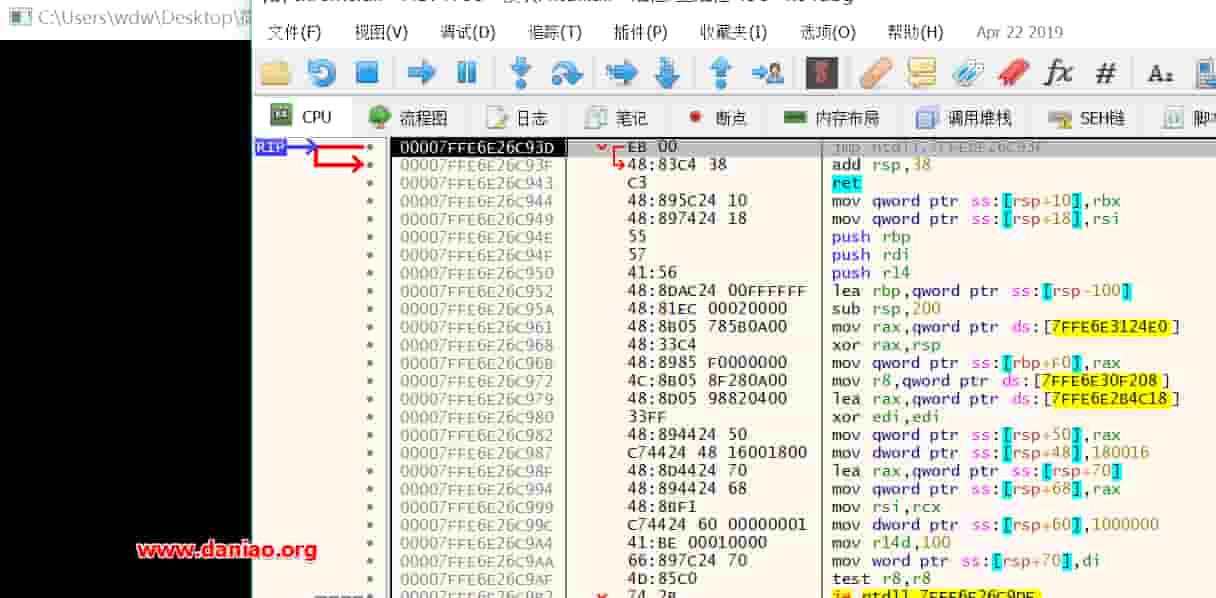 C:\Users\wdw\Desktop\
文件(F) 视图(V) 调试(D) 追踪(T) 插件(P) 收藏夹(I) 选项(O) 帮助(H) Apr 22 2019
CPU 流程图 日志 笔记 断点 内存布局 调用堆栈 SEH链
RIP 00007FFE6E26C93D EB 00 jmp ntdll.7FFE6E26C93F
00007FFE6E26C93F 48:83C4 38 add rsp,38
00007FFE6E26C943 C3 ret
00007FFE6E26C944 48:895C24 10 mov qword ptr ss:[rsp+10],rbx
00007FFE6E26C949 48:897424 18 mov qword ptr ss:[rsp+18],rsi
00007FFE6E26C94E 55 push rbp
00007FFE6E26C94F 57 push rdi
00007FFE6E26C950 41:56 push r14
00007FFE6E26C952 48:8DAC24 00FFFFFF lea rbp,qword ptr ss:[rsp-100]
00007FFE6E26C95A 48:81EC 00020000 sub rsp,200
00007FFE6E26C961 48:8B05 785B0A00 mov rax,qword ptr ds:[7FFE6E3124E0]
00007FFE6E26C968 48:33C4 xor rax,rsp
00007FFE6E26C96B 48:8985 F0000000 mov qword ptr ss:[rbp+F0],rax
00007FFE6E26C972 4C:8B05 8F280A00 mov r8,qword ptr ds:[7FFE6E30F208]
00007FFE6E26C979 48:8D05 98820400 lea rax,qword ptr ds:[7FFE6E2B4C18]
00007FFE6E26C980 33FF xor edi,edi
00007FFE6E26C982 48:894424 50 mov qword ptr ss:[rsp+50],rax
00007FFE6E26C987 C74424 48 16001800 mov dword ptr ss:[rsp+48],180016
00007FFE6E26C98F 48:8D4424 70 lea rax,qword ptr ss:[rsp+70]
00007FFE6E26C994 48:894424 68 mov qword ptr ss:[rsp+68],rax
00007FFE6E26C999 48:8BF1 mov rsi,rcx
00007FFE6E26C99C C74424 60 00000001 mov dword ptr ss:[rsp+60],1000000
00007FFE6E26C9A4 41:BE 00010000 mov r14d,100
00007FFE6E26C9AA 66:897C24 70 mov word ptr ss:[rsp+70],di
00007FFE6E26C9AF 4D:85C0 test r8,r8
00007FFE6E26C9B2 74 2B je ntdll.7FFE6E26C9DF
www.daniao.org